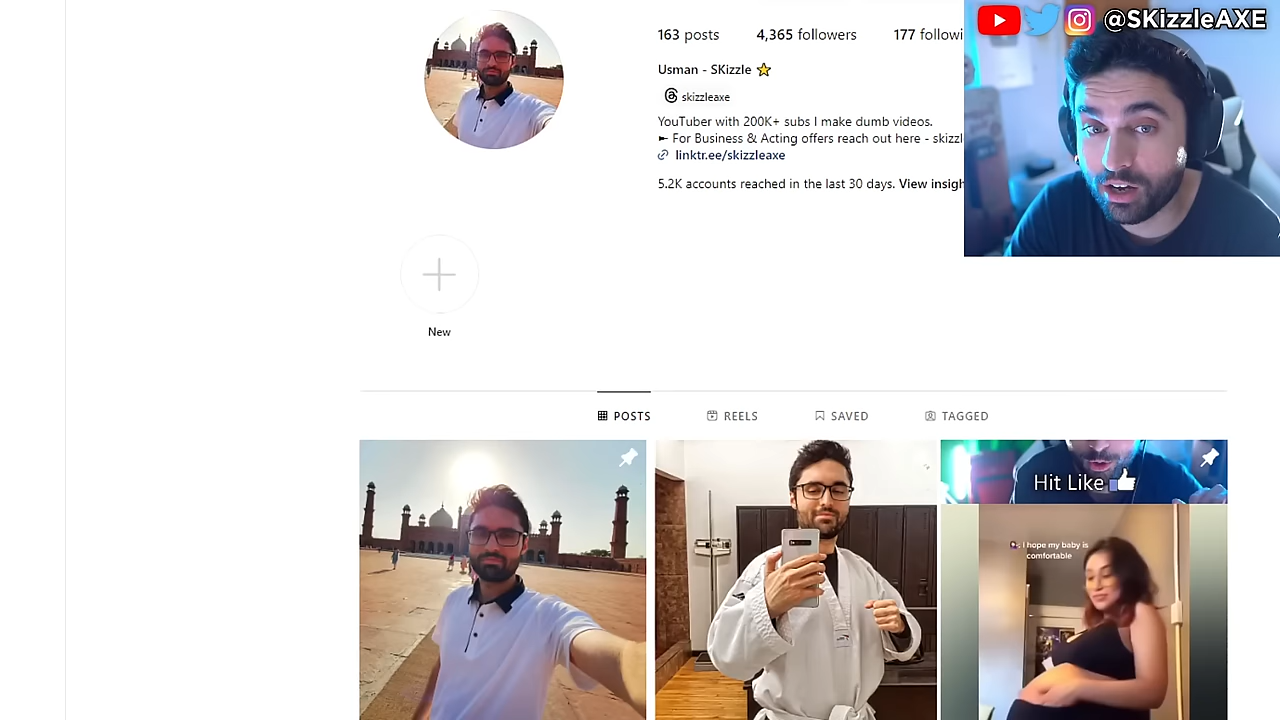 163 posts 4,365 followers 177 followi
@SKizzleAXE
Usman - SKizzle ⭐
skizzleaxe
YouTuber with 200K+ subs I make dumb videos.
► For Business & Acting offers reach out here - skizzl
linktr.ee/skizzleaxe
5.2K accounts reached in the last 30 days. View insigh
New
POSTS REELS SAVED TAGGED
Hit Like
I hope my baby is
comfortable